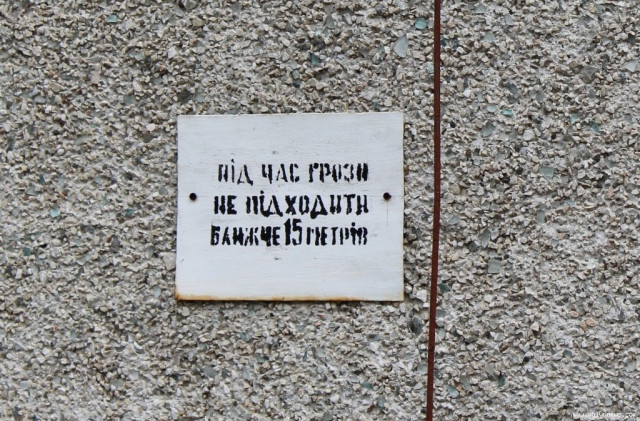 ПІД ЧАС ГРОЗИ
НЕ ПІДХОДИТИ
БЛИЖЧЕ 15 МЕТРІВ